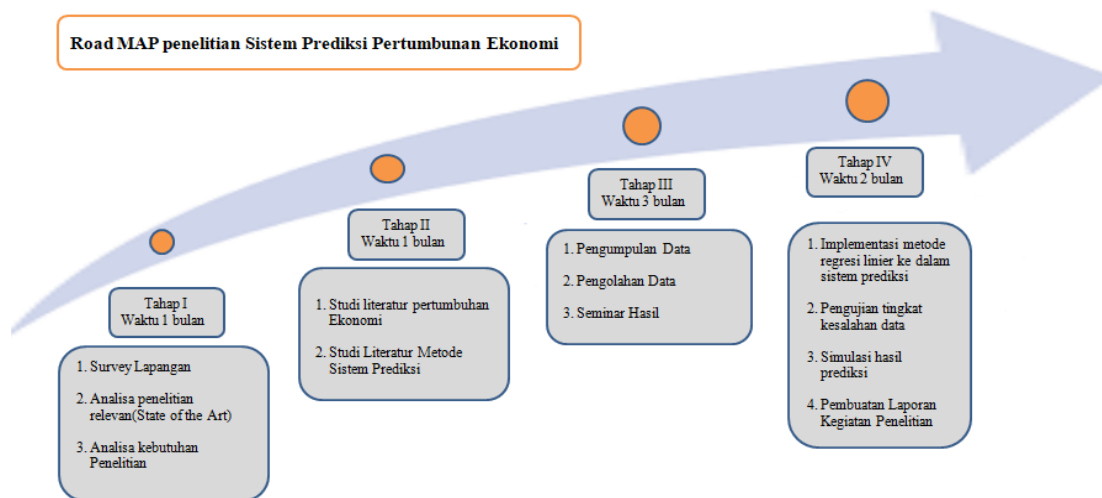 Road MAP penelitian Sistem Prediksi Pertumbunan Ekonomi
Tahap I
Waktu 1 bulan
1. Survey Lapangan
2. Analisa penelitian
relevan(State of the Art)
3. Analisa kebutuhan
Penelitian
Tahap II
Waktu 1 bulan
1. Studi literatur pertumbuhan
Ekonomi
2. Studi Literatur Metode
Sistem Prediksi
Tahap III
Waktu 3 bulan
1. Pengumpulan Data
2. Pengolahan Data
3. Seminar Hasil
Tahap IV
Waktu 2 bulan
1. Implementasi metode
regresi linier ke dalam
sistem prediksi
2. Pengujian tingkat
kesalahan data
3. Simulasi hasil
prediksi
4. Pembuatan Laporan
Kegiatan Penelitian